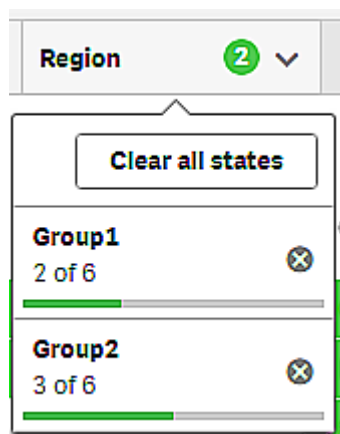 Region 2
Clear all states
Group1
2 of 6
Group2
3 of 6